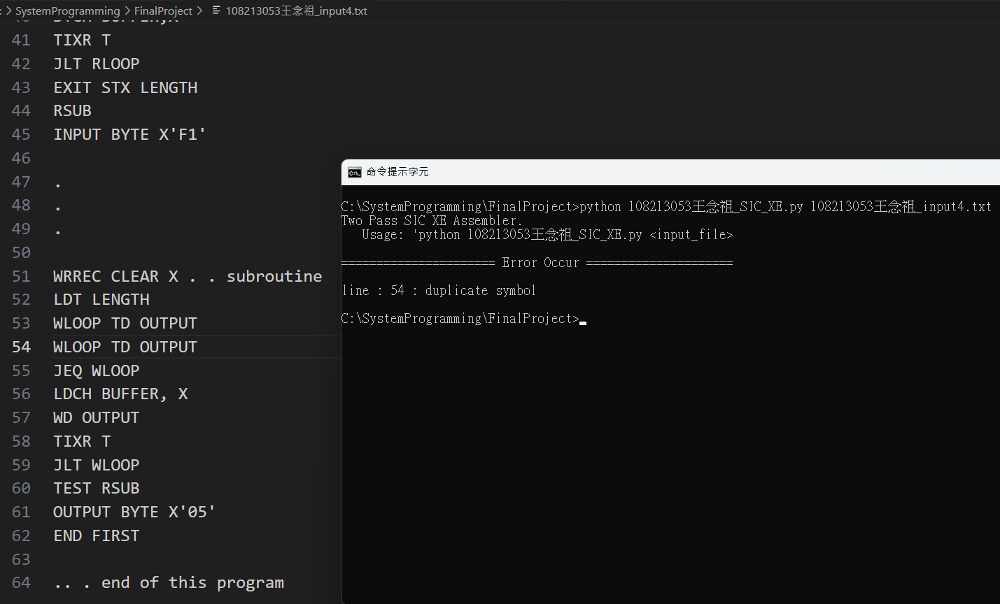 : > SystemProgramming > FinalProject > 108213053王念祖_input4.txt
41 TIXR T
42 JLT RLOOP
43 EXIT STX LENGTH
44 RSUB
45 INPUT BYTE X'F1'
46
47 .
48 .
49 .
50
51 WRREC CLEAR X . . subroutine
52 LDT LENGTH
53 WLOOP TD OUTPUT
54 WLOOP TD OUTPUT
55 JEQ WLOOP
56 LDCH BUFFER, X
57 WD OUTPUT
58 TIXR T
59 JLT WLOOP
60 TEST RSUB
61 OUTPUT BYTE X'05'
62 END FIRST
63
64 .. . end of this program
命令提示字元
C:\SystemProgramming\FinalProject>python 108213053王念祖_SIC_XE.py 108213053王念祖_input4.txt
Two Pass SIC XE Assembler.
Usage: 'python 108213053王念祖_SIC_XE.py <input_file>
====================== Error Occur =====================
line : 54 : duplicate symbol
C:\SystemProgramming\FinalProject>